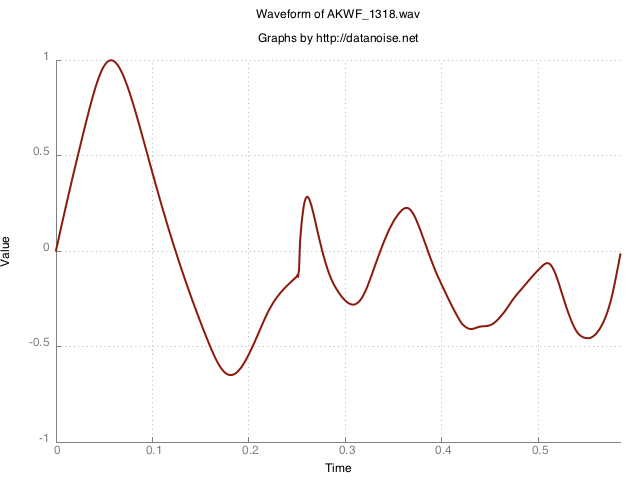 Waveform of AKWF_1318.wav
Graphs by http://datanoise.net
1
0.5
0
-0.5
-1
Value
0 0.1 0.2 0.3 0.4 0.5
Time